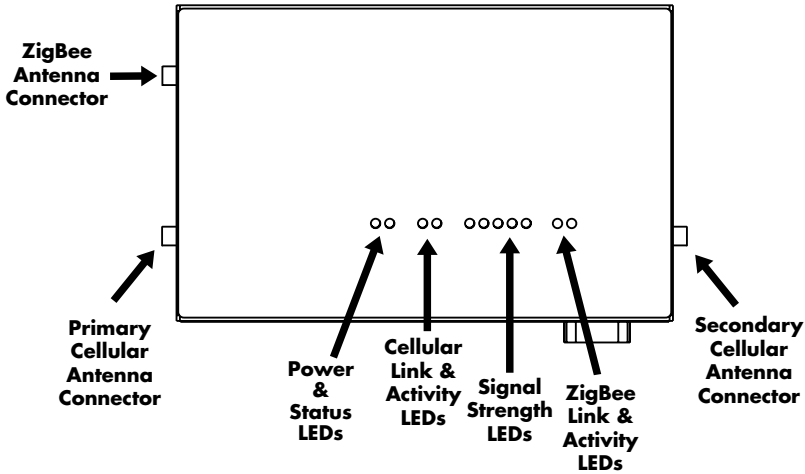 ZigBee
Antenna
Connector
Primary
Cellular
Antenna
Connector
Power
&
Status
LEDs
Cellular
Link &
Activity
LEDs
Signal
Strength
LEDs
ZigBee
Link &
Activity
LEDs
Secondary
Cellular
Antenna
Connector